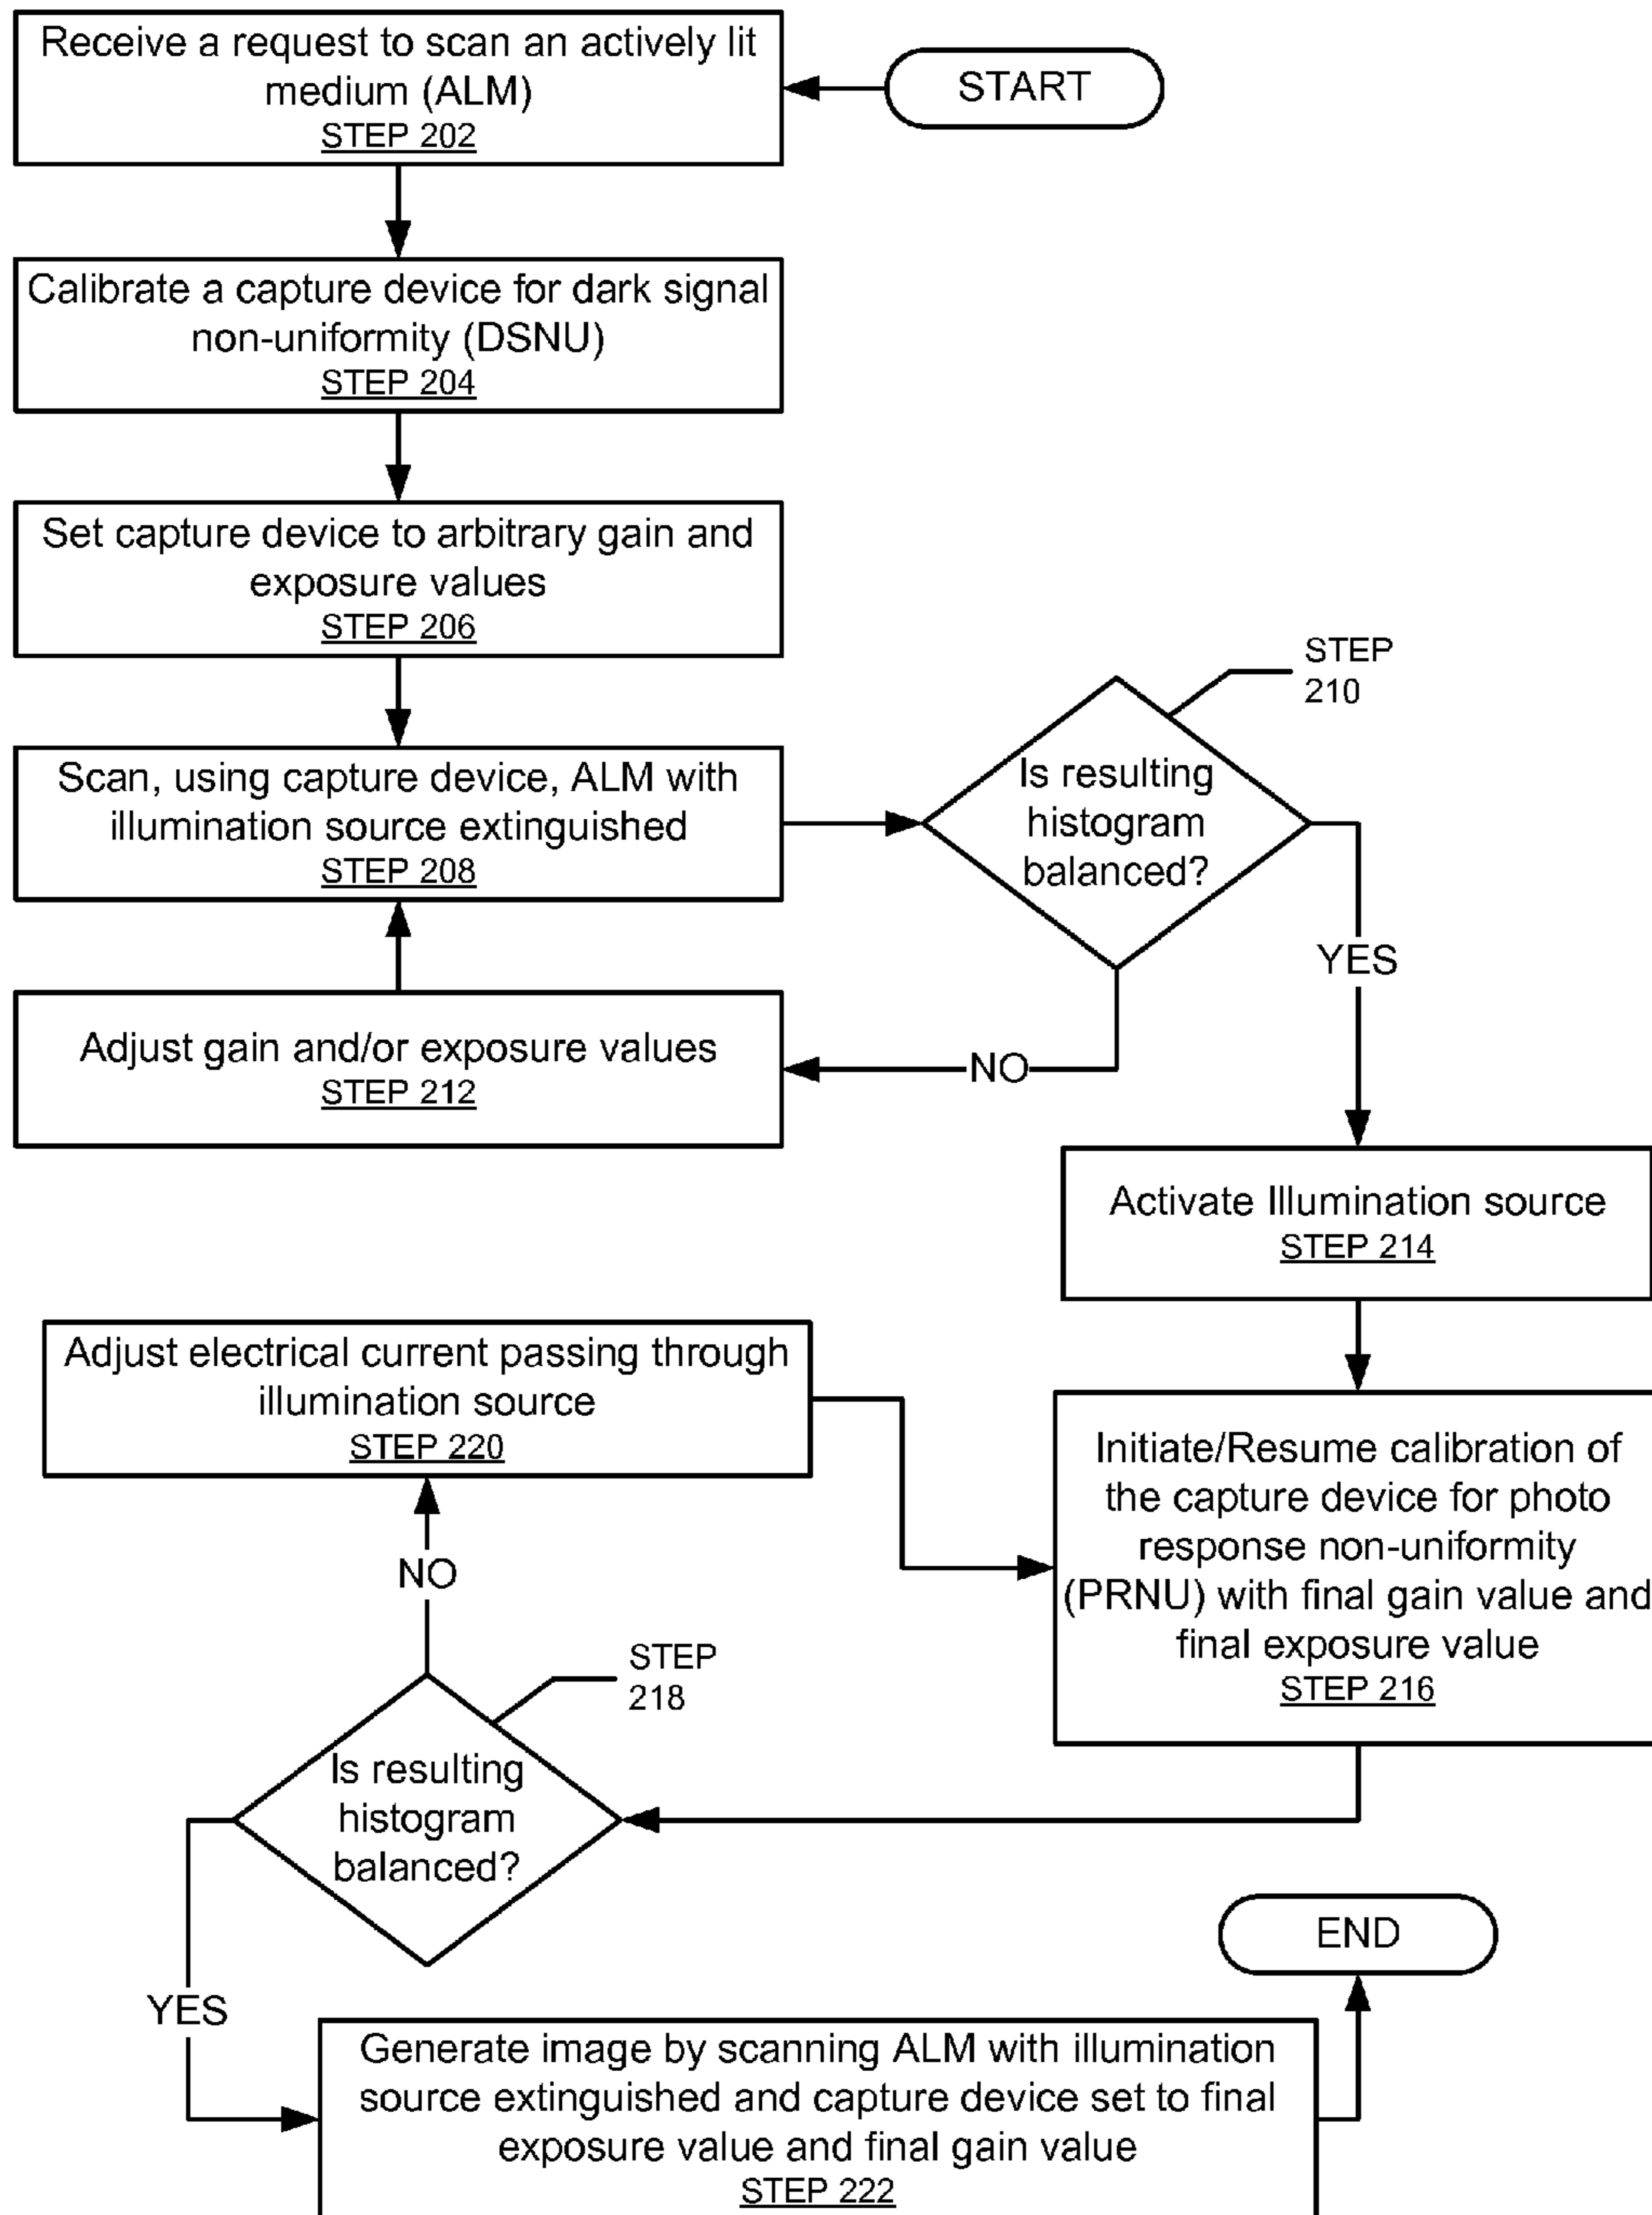 START
Receive a request to scan an actively lit
medium (ALM)
STEP 202
Calibrate a capture device for dark signal
non-uniformity (DSNU)
STEP 204
Set capture device to arbitrary gain and
exposure values
STEP 206
Scan, using capture device, ALM with
illumination source extinguished
STEP 208
STEP
210
Is resulting
histogram
balanced?
YES
NO
Adjust gain and/or exposure values
STEP 212
Activate Illumination source
STEP 214
Initiate/Resume calibration of
the capture device for photo
response non-uniformity
(PRNU) with final gain value and
final exposure value
STEP 216
STEP
218
Is resulting
histogram
balanced?
NO
Adjust electrical current passing through
illumination source
STEP 220
YES
Generate image by scanning ALM with illumination
source extinguished and capture device set to final
exposure value and final gain value
STEP 222
END